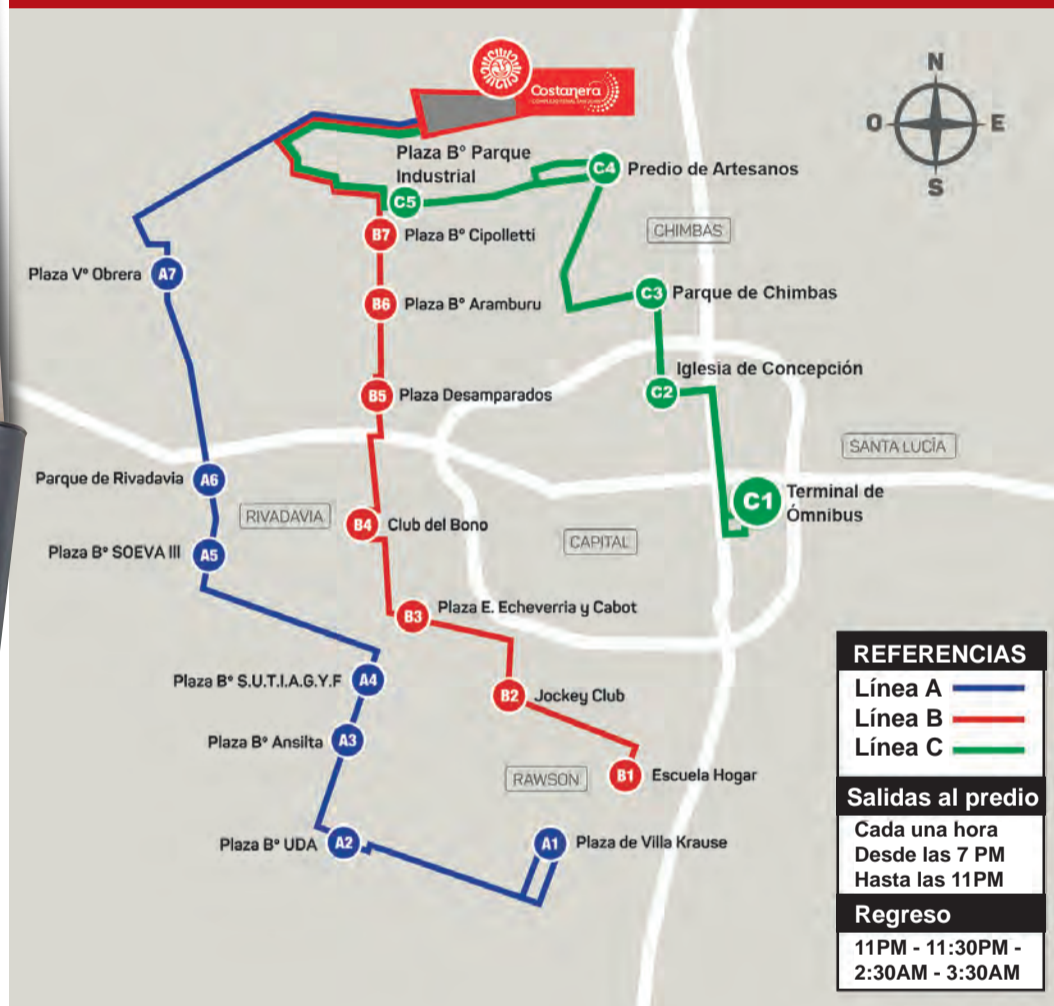 Costanera
N
O
E
S
Plaza B° Parque
Industrial
C4
Predio de Artesanos
C5
B7
Plaza B° Cipolletti
CHIMBAS
Plaza V° Obrera
A7
B6
Plaza B° Aramburu
C3
Parque de Chimbas
Iglesia de Concepción
C2
B5
Plaza Desamparados
SANTA LUCÍA
Parque de Rivadavia
A6
C1
Terminal de
Ómnibus
RIVADAVIA
B4
Club del Bono
CAPITAL
Plaza B° SOEVA III
A5
B3
Plaza E. Echeverria y Cabot
Plaza B° S.U.T.I.A.G.Y.F
A4
B2
Jockey Club
Plaza B° Ansilta
A3
RAWSON
B1
Escuela Hogar
Plaza B° UDA
A2
A1
Plaza de Villa Krause
REFERENCIAS
Línea A
Línea B
Línea C
Salidas al predio
Cada una hora
Desde las 7 PM
Hasta las 11PM
Regreso
11PM - 11:30PM -
2:30AM - 3:30AM